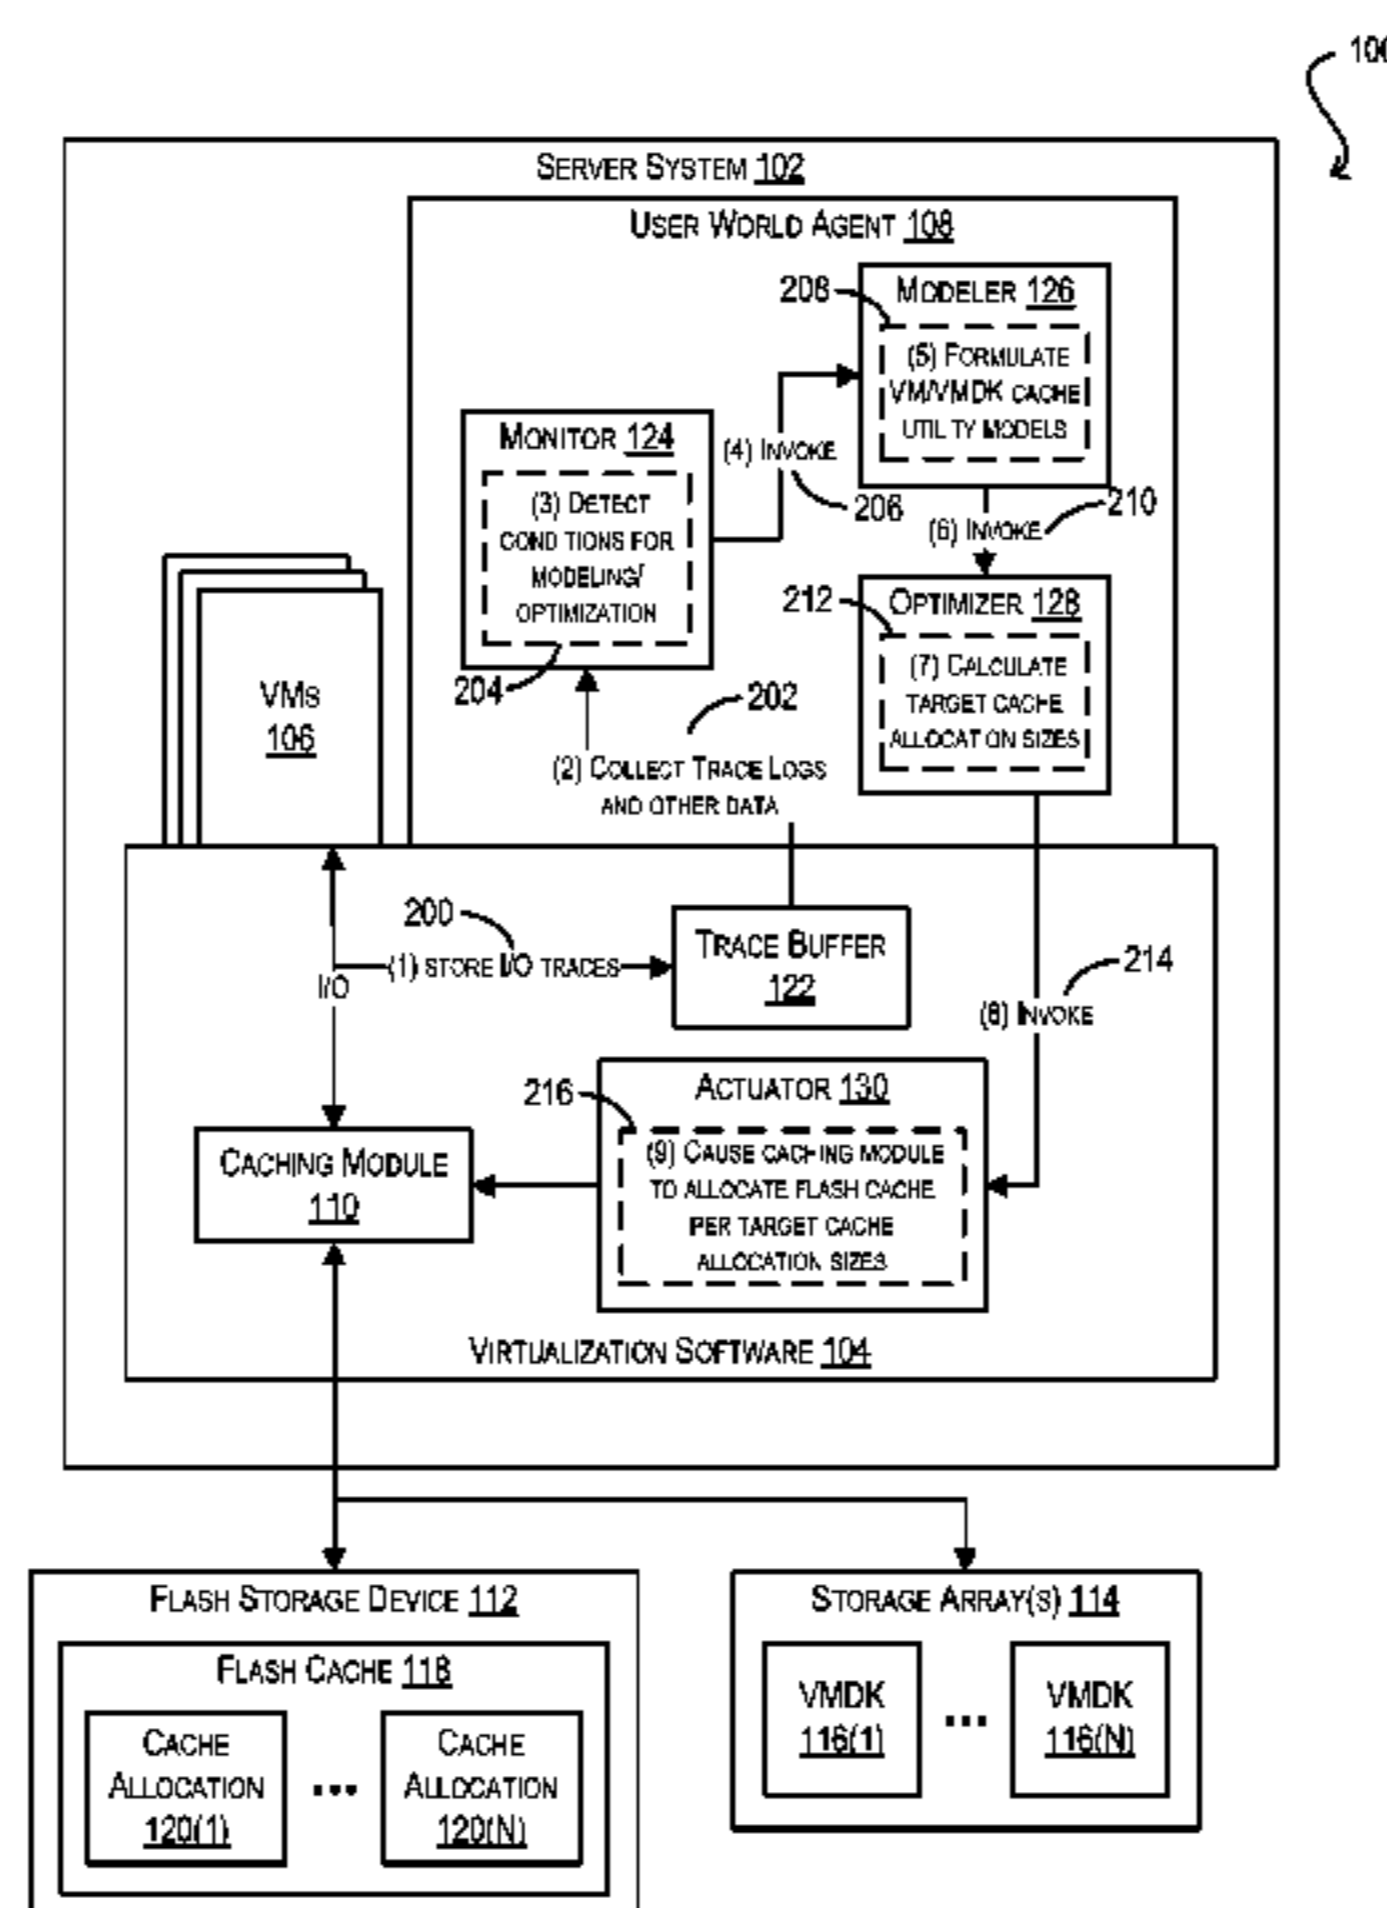 100
SERVER SYSTEM 102
USER WORLD AGENT 108
208
MODELER 126
(5) FORMULATE
VM/VMDK CACHE
UTILITY MODELS
MONITOR 124
(3) DETECT
CONDITIONS FOR
MODELING/
OPTIMIZATION
204
(4) INVOKE
206
(6) INVOKE
210
212
OPTIMIZER 128
(7) CALCULATE
TARGET CACHE
ALLOCATION SIZES
VMS
106
202
(2) COLLECT TRACE LOGS
AND OTHER DATA
200
(1) STORE I/O TRACES
I/O
TRACE BUFFER
122
214
(8) INVOKE
216
ACTUATOR 130
(9) CAUSE CACHING MODULE
TO ALLOCATE FLASH CACHE
PER TARGET CACHE
ALLOCATION SIZES
CACHING MODULE
110
VIRTUALIZATION SOFTWARE 104
FLASH STORAGE DEVICE 112
FLASH CACHE 118
CACHE
ALLOCATION
120(1)
...
CACHE
ALLOCATION
120(N)
STORAGE ARRAY(S) 114
VMDK
116(1)
...
VMDK
116(N)